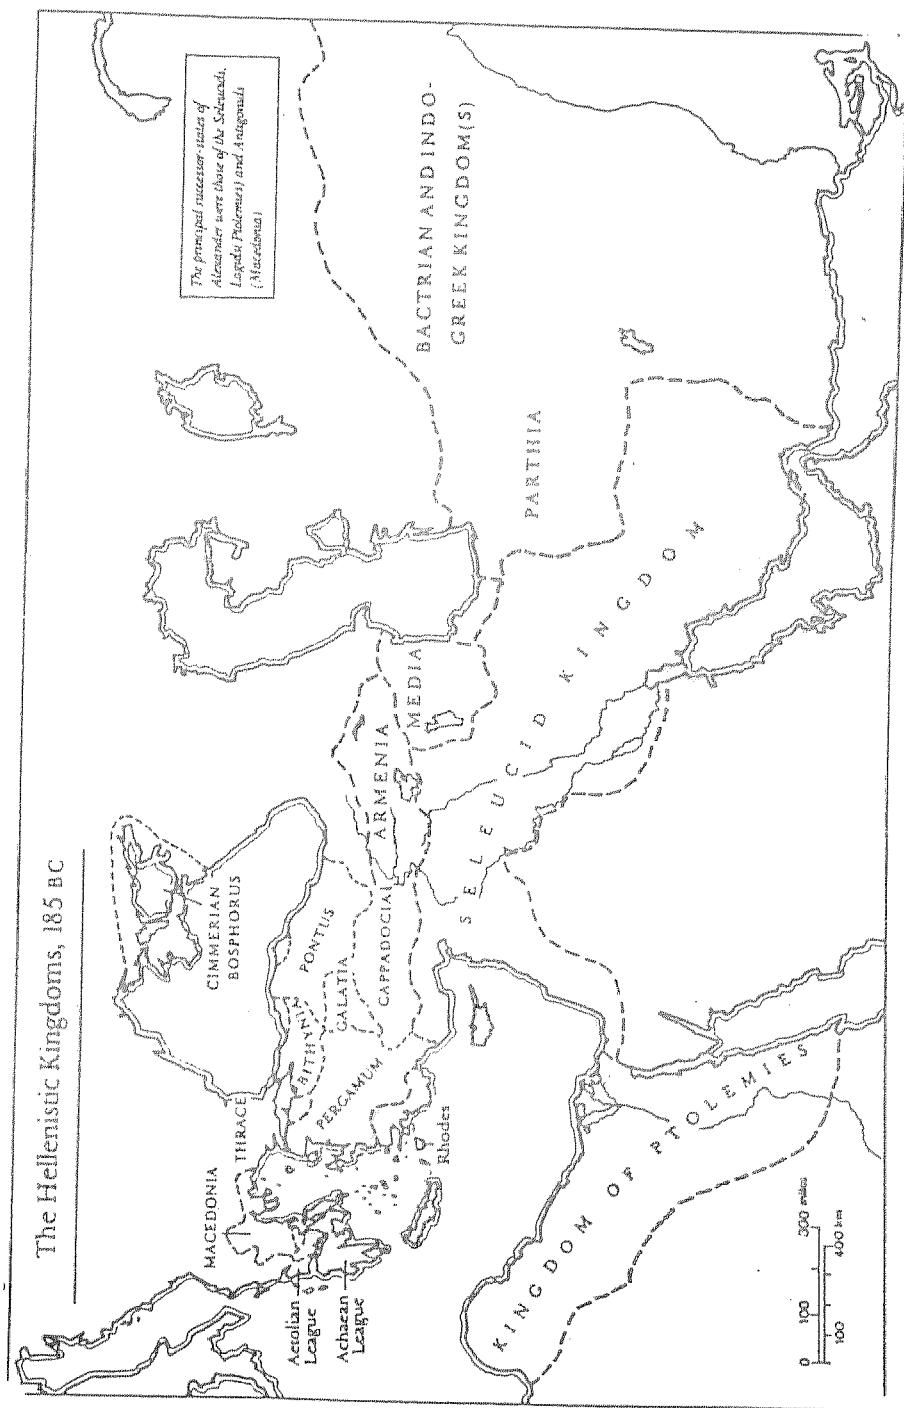 The Hellenistic Kingdoms, 185 BC
The principal successor-states of
Alexander were those of the Seleucids,
Lagids( Ptolemies) and Antigonids
(Macedonia)
MACEDONIA
THRACE
CIMMERIAN
BOSPHORUS
Aetolian
League
Achaean
League
BITHYNIA
PONTUS
PERGAMUM
GALATIA
CAPPADOCIA
Rhodes
ARMENIA
MEDIA
SELEUCID KINGDOM
PARTHIA
BACTRIAN AND INDO-
GREEK KINGDOM(S)
KINGDOM OF PTOLEMIES
0 100 300 miles
100 400 km